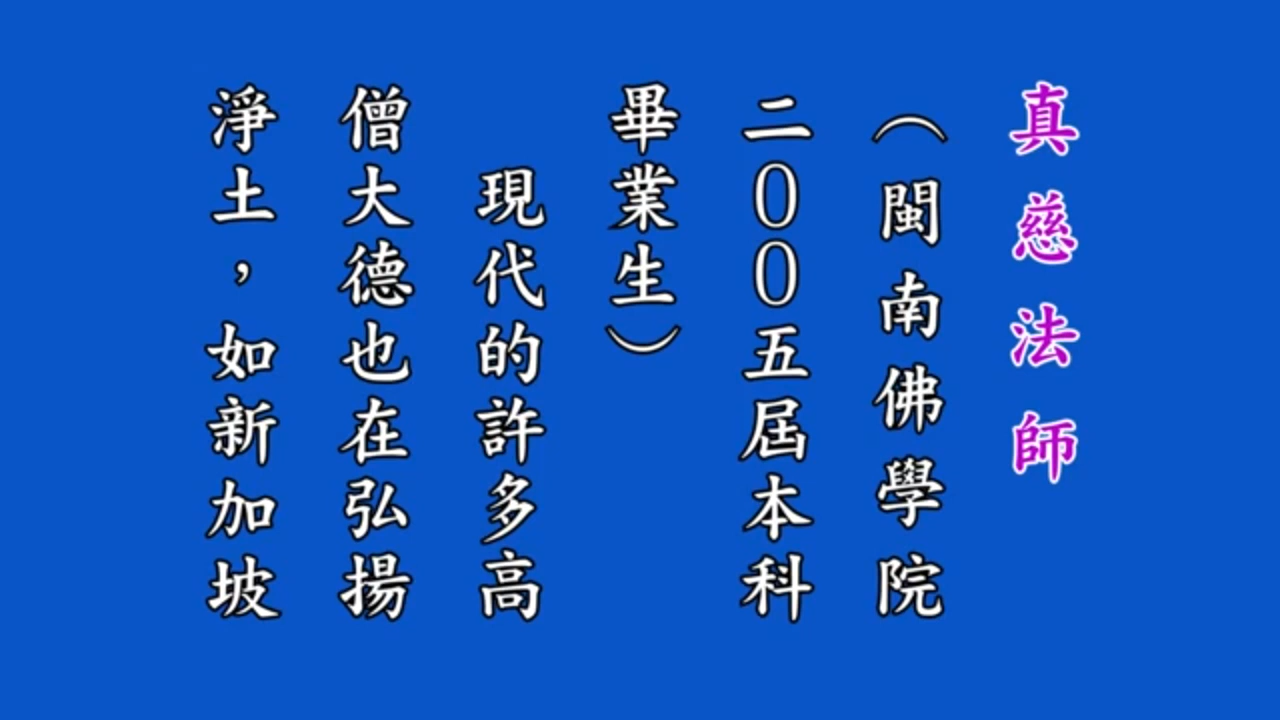 真慈法師
（閩南佛學院
二００五屆本科
畢業生）
現代的許多高
僧大德也在弘揚
淨土，如新加坡